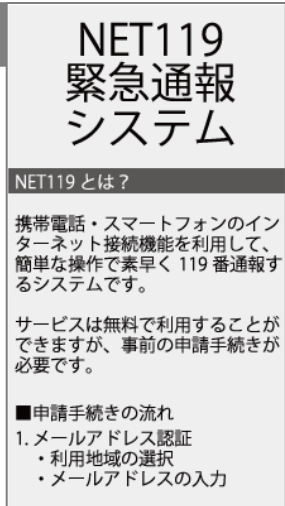 NET119
緊急通報
システム
NET119 とは？
携帯電話・スマートフォンのイン
ターネット接続機能を利用して、
簡単な操作で素早く 119 番通報す
るシステムです。
サービスは無料で利用することが
できますが、事前の申請手続きが
必要です。
■申請手続きの流れ
1. メールアドレス認証
・利用地域の選択
・メールアドレスの入力